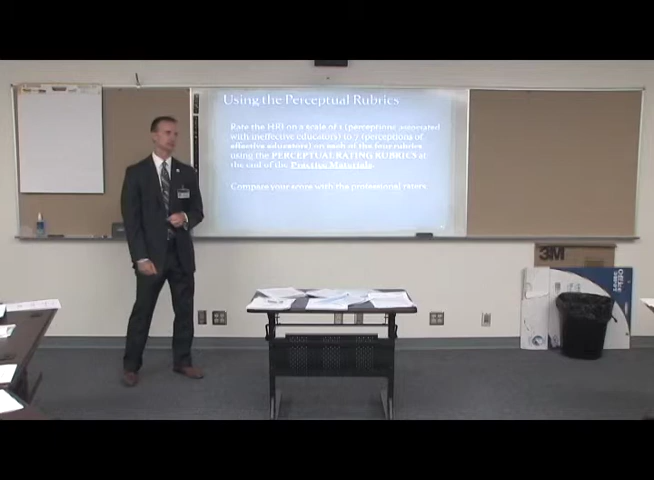 Using the Perceptual Rubrics
Rate the HRI on a scale of 1 (perceptions associated
with ineffective educators) to 7 (perceptions of
effective educators) on each of the four rubrics
using the PERCEPTUAL RATING RUBRICS at
the end of the Practice Materials.
Compare your score with the professional raters
3M
Office